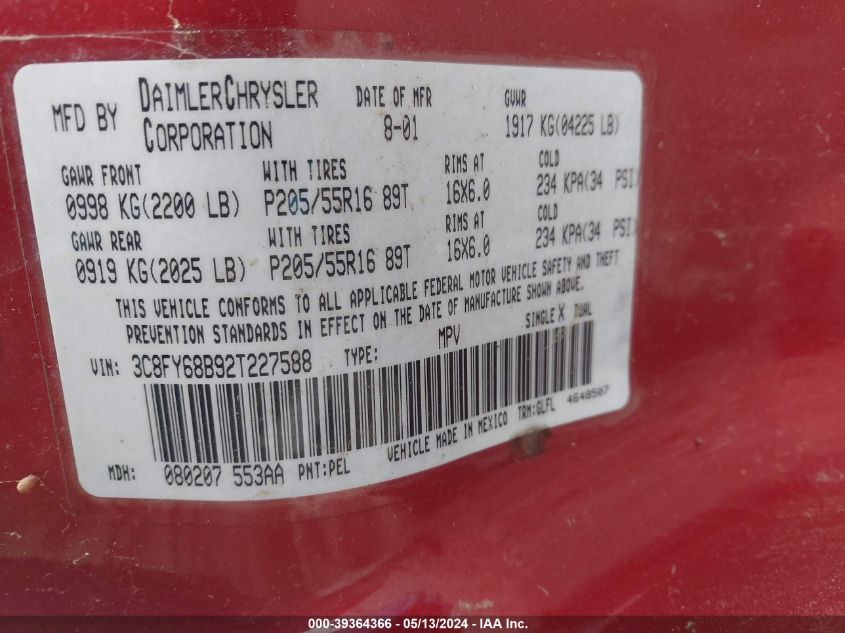 MFD BY DAIMLERCHRYSLER CORPORATION DATE OF MFR 8-01 GVWR 1917 KG(04225 LB)
GAWR FRONT WITH TIRES RIMS AT COLD
0998 KG(2200 LB) P205/55R16 89T 16X6.0 234 KPA(34 PSI)
GAWR REAR WITH TIRES RIMS AT COLD
0919 KG(2025 LB) P205/55R16 89T 16X6.0 234 KPA(34 PSI)
THIS VEHICLE CONFORMS TO ALL APPLICABLE FEDERAL MOTOR VEHICLE SAFETY AND THEFT
PREVENTION STANDARDS IN EFFECT ON THE DATE OF MANUFACTURE SHOWN ABOVE.
VIN: 3C8FY68B92T227588 TYPE: MPV SINGLE X DUAL
MDH: 080207 553AA PNT:PEL VEHICLE MADE IN MEXICO TRM:GLFL 4648507
000-39364366 - 05/13/2024 - IAA Inc.